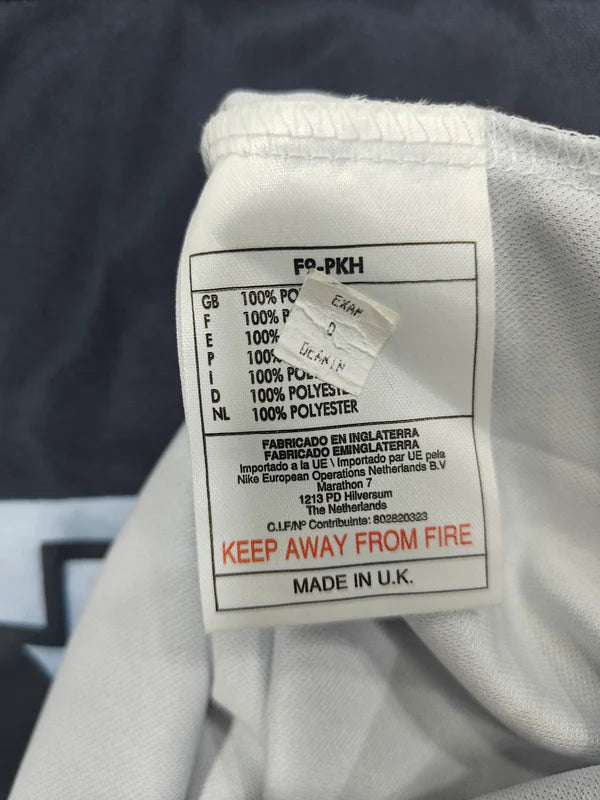 F9-PKH
GB 100% PO
F 100% P
E 100%
P 100%
I 100% POL
D 100% POLYESTE
NL 100% POLYESTER
EXAM
D
DEAKIN
FABRICADO EN INGLATERRA
FABRICADO EMINGLATERRA
Importado a la UE \ Importado par UE pela
Nike European Operations Netherlands B.V
Marathon 7
1213 PD Hilversum
The Netherlands
C.I.F/Nº Contribuinte: 802820323
KEEP AWAY FROM FIRE
MADE IN U.K.